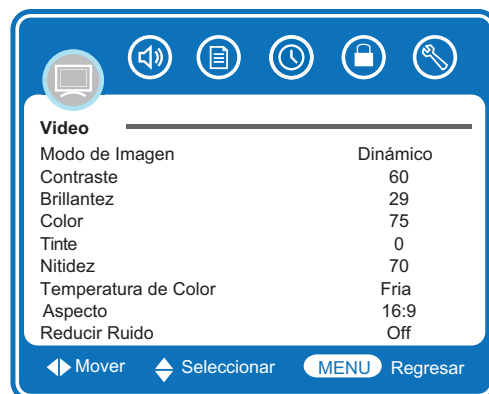 Video
Modo de Imagen Dinámico
Contraste 60
Brillantez 29
Color 75
Tinte 0
Nitidez 70
Temperatura de Color Fria
Aspecto 16:9
Reducir Ruido Off
Mover Seleccionar MENU Regresar